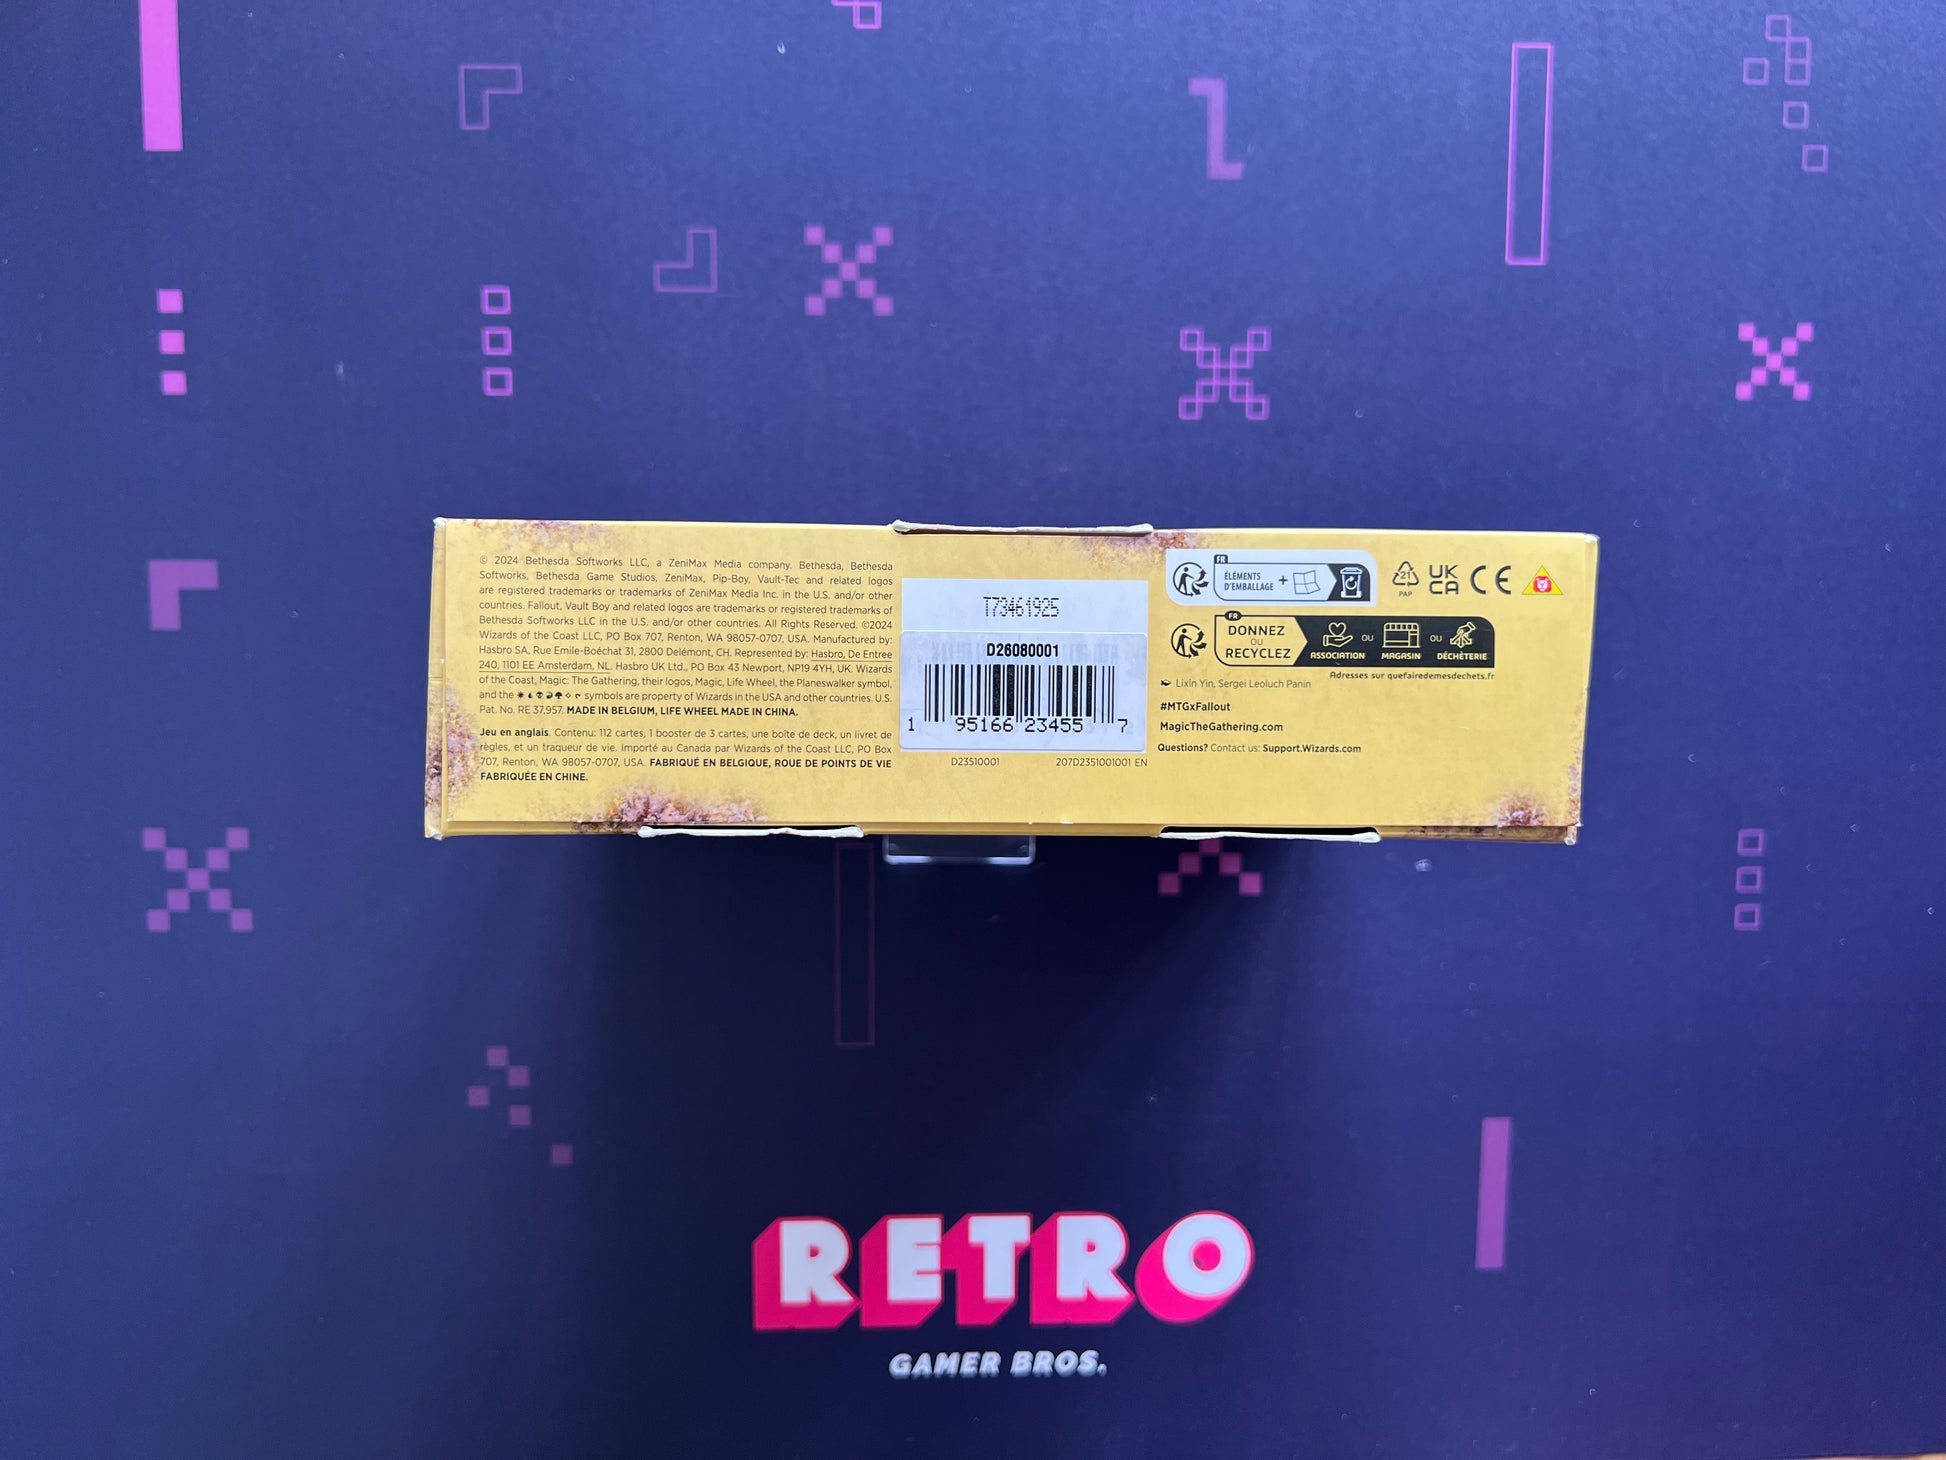 © 2024 Bethesda Softworks LLC, a ZeniMax Media company. Bethesda, Bethesda
Softworks, Bethesda Game Studios, ZeniMax, Pip-Boy, Vault-Tec and related logos
are registered trademarks or trademarks of ZeniMax Media Inc. in the U.S. and/or other
countries. Fallout, Vault Boy and related logos are trademarks or registered trademarks of
Bethesda Softworks LLC in the U.S. and/or other countries. All Rights Reserved. ©2024
Wizards of the Coast LLC, PO Box 707, Renton, WA 98057-0707, USA. Manufactured by:
Hasbro SA, Rue Emile-Boéchat 31, 2800 Delémont, CH. Represented by: Hasbro, De Entree
240, 1101 EE Amsterdam, NL. Hasbro UK Ltd., PO Box 43 Newport, NP19 4YH, UK. Wizards
of the Coast, Magic: The Gathering, their logos, Magic, Life Wheel, the Planeswalker symbol,
and the symbols are property of Wizards in the USA and other countries. U.S.
Pat. No. RE 37,957. MADE IN BELGIUM, LIFE WHEEL MADE IN CHINA.
Jeu en anglais. Contenu: 112 cartes, 1 booster de 3 cartes, une boîte de deck, un livret de
règles, et un traqueur de vie. Importé au Canada par Wizards of the Coast LLC, PO Box
707, Renton, WA 98057-0707, USA. FABRIQUÉ EN BELGIQUE, ROUE DE POINTS DE VIE
FABRIQUÉE EN CHINE.
T73461925
D26080001
1 95166 23455 7
D23510001 207D2351001001 EN
FR
ÉLÉMENTS
D'EMBALLAGE +
21
PAP
UK
CA
CE
FR
DONNEZ
OU
RECYCLEZ
ASSOCIATION OU MAGASIN OU DÉCHÈTERIE
Adresses sur quefairedemesdechets.fr
Lixin Yin, Sergei Leoluch Panin
#MTGxFallout
MagicTheGathering.com
Questions? Contact us: Support.Wizards.com
RETRO
GAMER BROS.